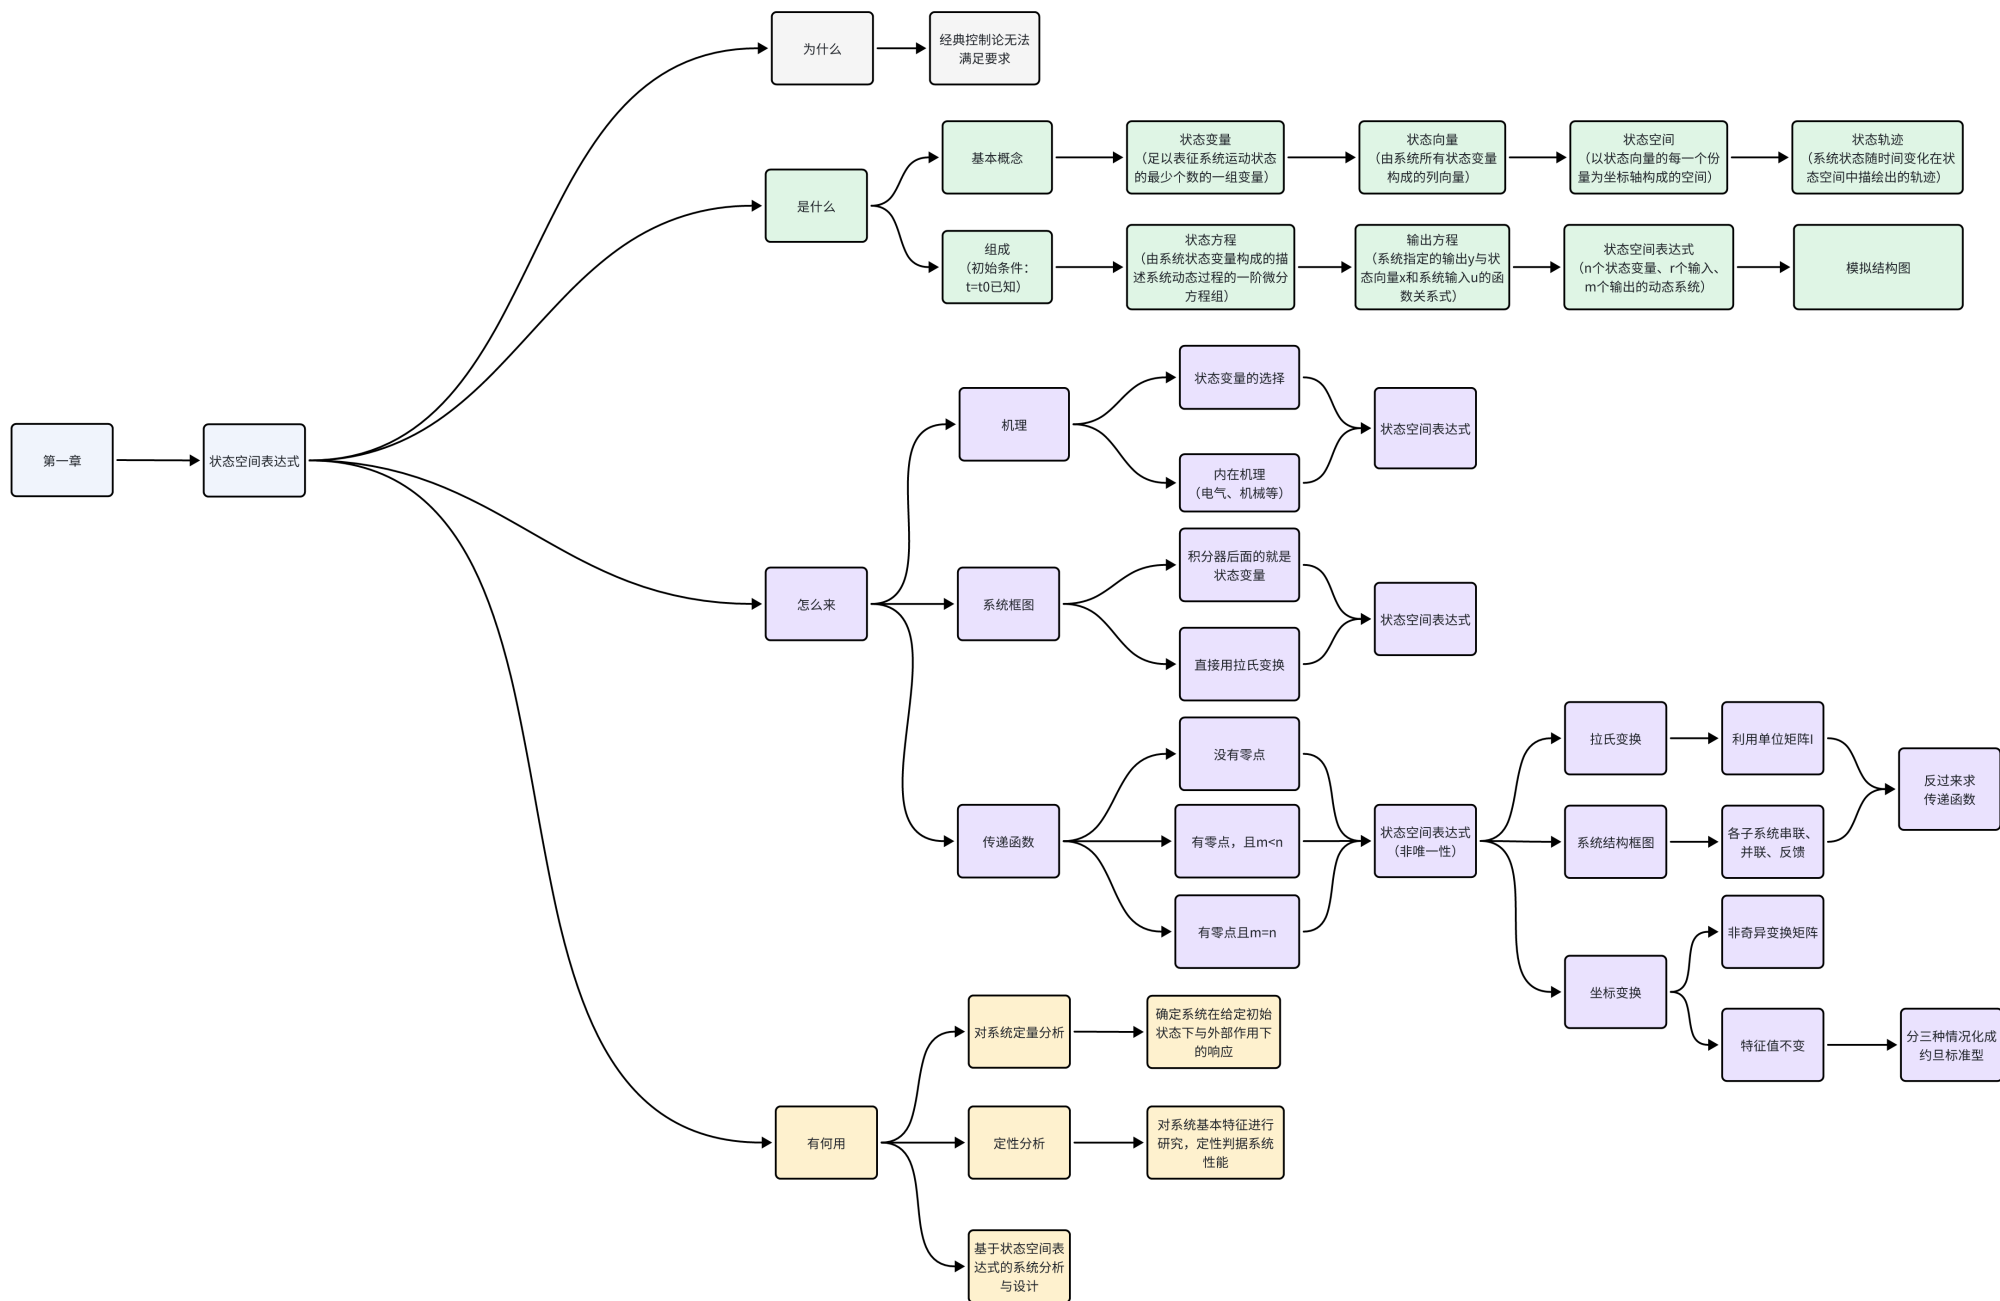 第一章
状态空间表达式
为什么
经典控制论无法
满足要求
是什么
基本概念
状态变量
（足以表征系统运动状态
的最少个数的一组变量）
状态向量
（由系统所有状态变量
构成的列向量）
状态空间
（以状态向量的每一个份
量为坐标轴构成的空间）
状态轨迹
（系统状态随时间变化在状
态空间中描绘出的轨迹）
组成
（初始条件：
t=t0已知）
状态方程
（由系统状态变量构成的描
述系统动态过程的一阶微分
方程组）
输出方程
（系统指定的输出y与状
态向量x和系统输入u的函
数关系式）
状态空间表达式
（n个状态变量、r个输入、
m个输出的动态系统）
模拟结构图
怎么来
机理
状态变量的选择
内在机理
（电气、机械等）
状态空间表达式
系统框图
积分器后面的就是
状态变量
直接用拉氏变换
状态空间表达式
传递函数
没有零点
有零点，且m<n
有零点且m=n
状态空间表达式
（非唯一性）
拉氏变换
利用单位矩阵I
系统结构框图
各子系统串联、
并联、反馈
反过来求
传递函数
坐标变换
非奇异变换矩阵
特征值不变
分三种情况化成
约旦标准型
有何用
对系统定量分析
确定系统在给定初始
状态下与外部作用下
的响应
定性分析
对系统基本特征进行
研究，定性判据系统
性能
基于状态空间表
达式的系统分析
与设计